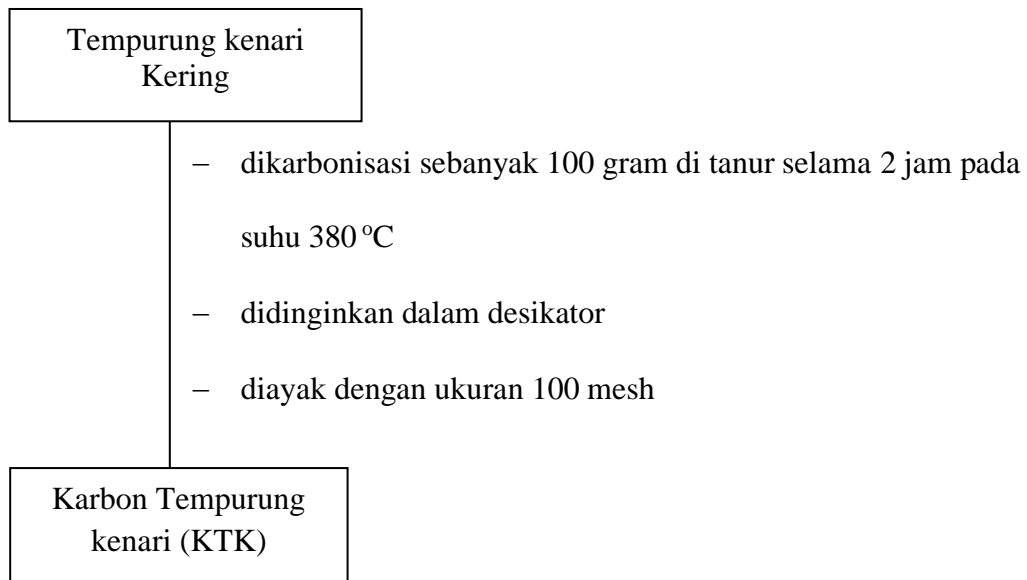 Tempurung kenari
Kering
– dikarbonisasi sebanyak 100 gram di tanur selama 2 jam pada
suhu 380 ºC
– didinginkan dalam desikator
– diayak dengan ukuran 100 mesh
Karbon Tempurung
kenari (KTK)